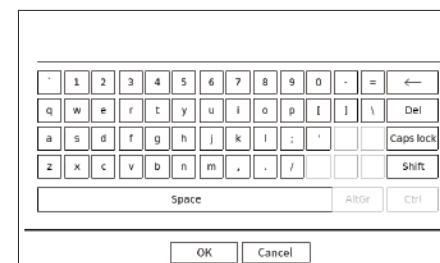 ` 1 2 3 4 5 6 7 8 9 0 - = ←
q w e r t y u i o p [ ] \ Del
a s d f g h j k l ; ' Caps lock
z x c v b n m , . / Shift
Space AltGr Ctrl
OK Cancel